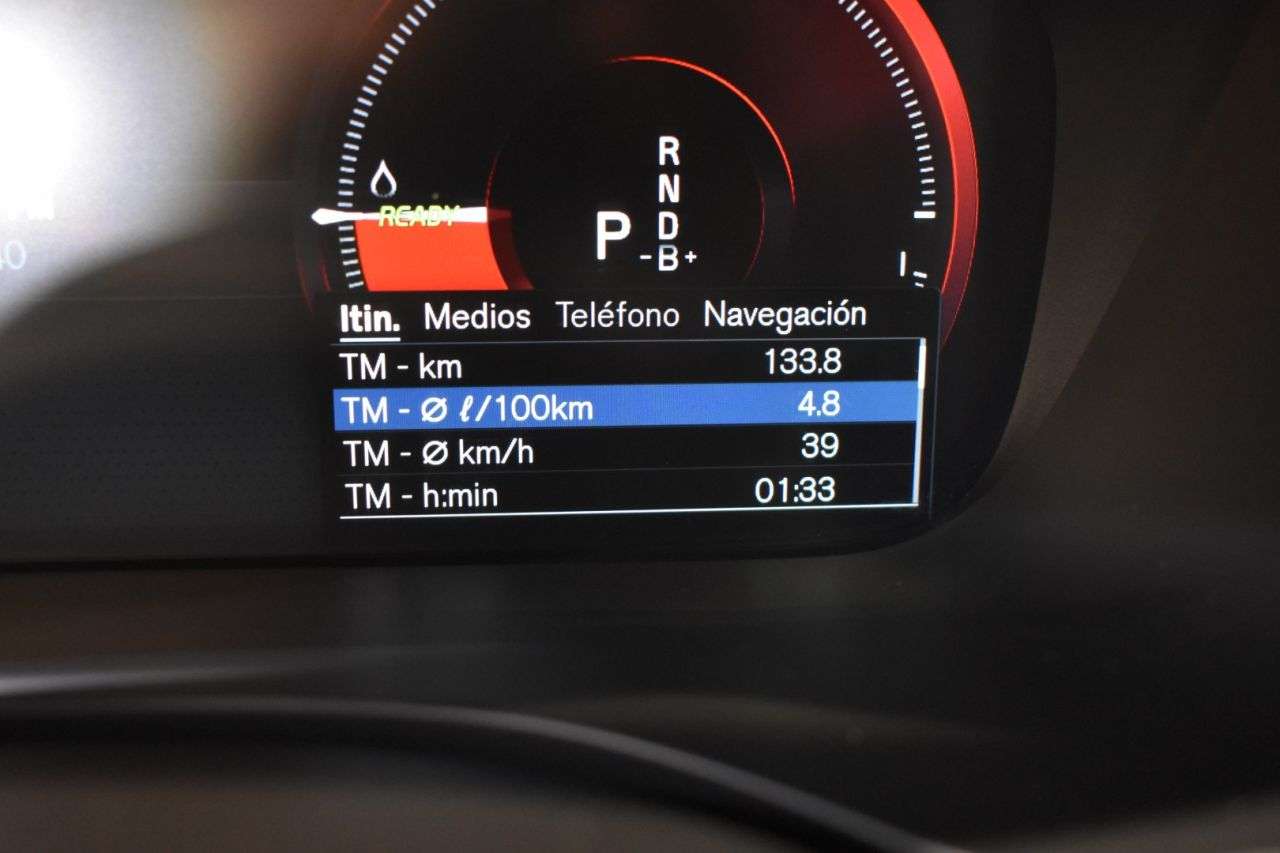 R
N
READY
P
D
-B+
Itin. Medios Teléfono Navegación
TM - km 133.8
TM - Ø ℓ/100km 4.8
TM - Ø km/h 39
TM - h:min 01:33